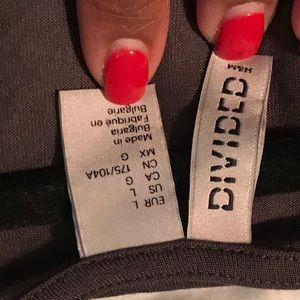 EUR L
US L
CA G
CN 175/104A
MX G
Made in
Bulgaria
Fabriqué en
Bulgarie
DIVIDED
H&M